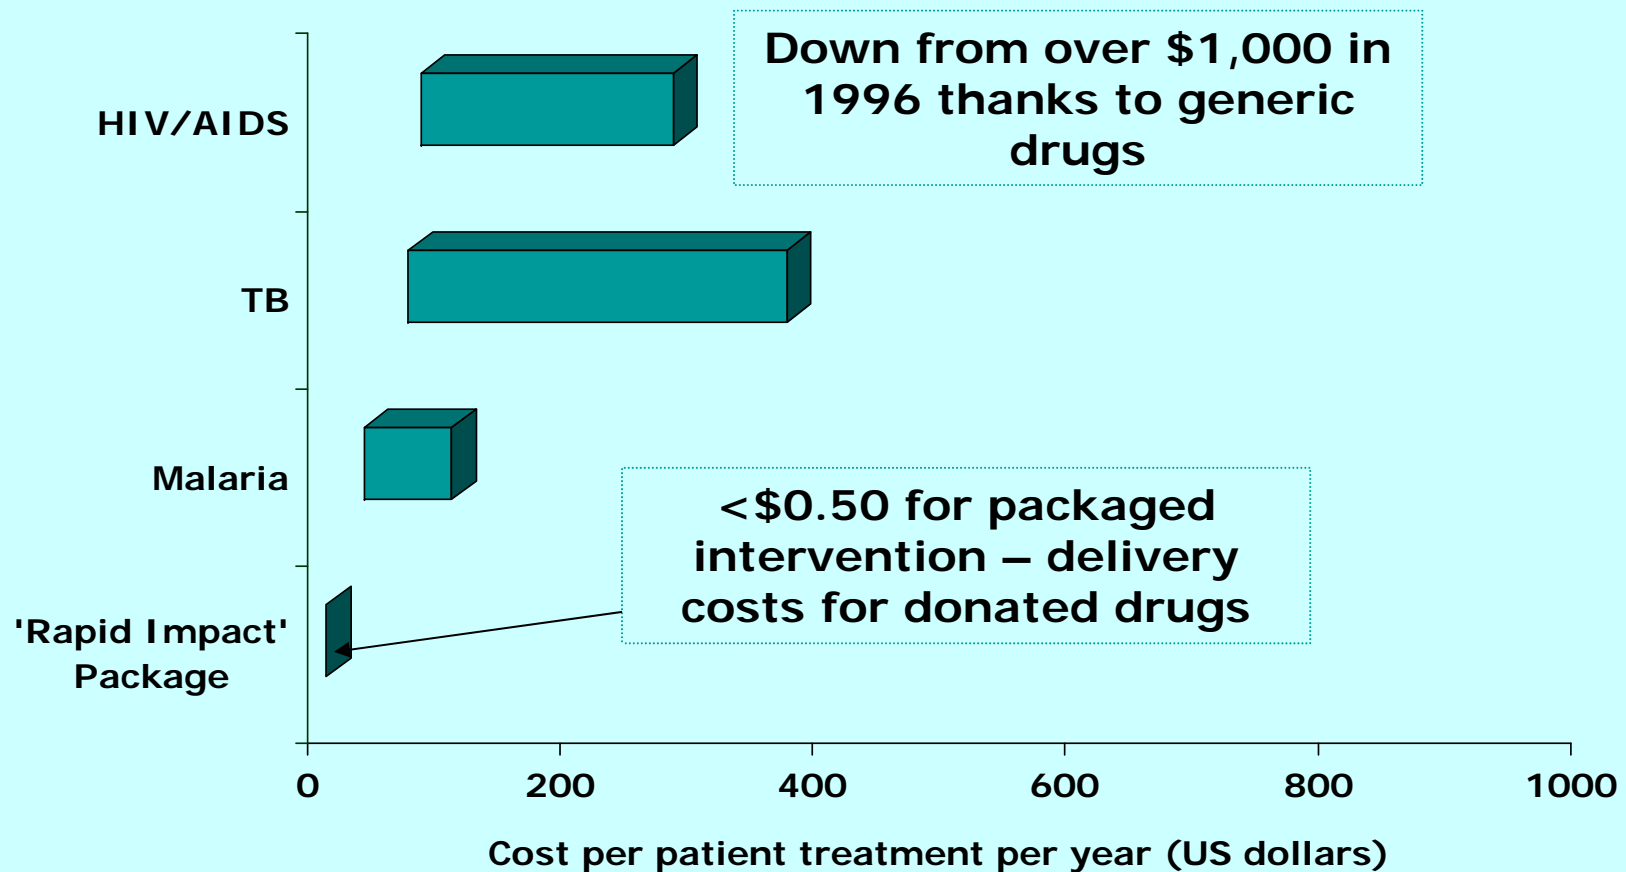 Down from over $1,000 in
1996 thanks to generic
drugs
HIV/AIDS
TB
Malaria
<$0.50 for packaged
intervention – delivery
costs for donated drugs
'Rapid Impact'
Package
0 200 400 600 800 1000
Cost per patient treatment per year (US dollars)